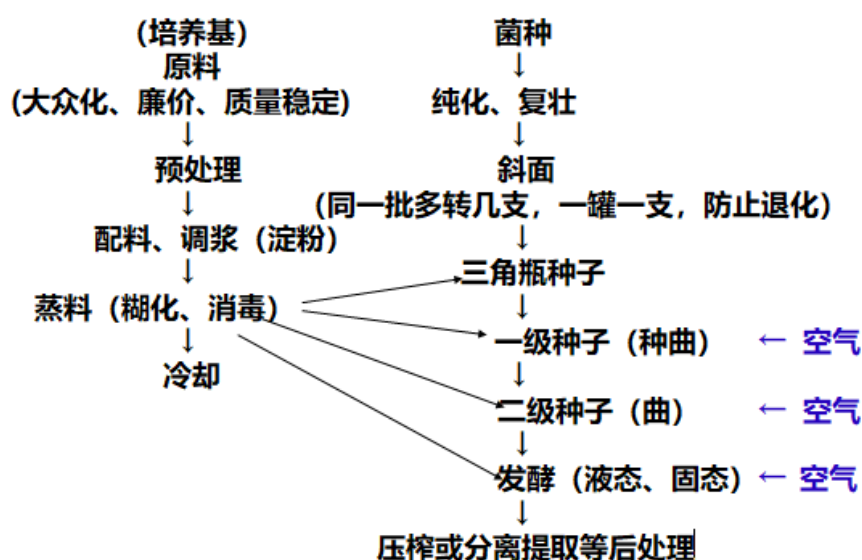 （培养基）
原料
（大众化、廉价、质量稳定）
↓
预处理
↓
配料、调浆（淀粉）
↓
蒸料（糊化、消毒）
↓
冷却
菌种
↓
纯化、复壮
↓
斜面
（同一批多转几支，一罐一支，防止退化）
↓
三角瓶种子
↓
一级种子（种曲） ← 空气
↓
二级种子（曲） ← 空气
↓
发酵（液态、固态） ← 空气
↓
压榨或分离提取等后处理